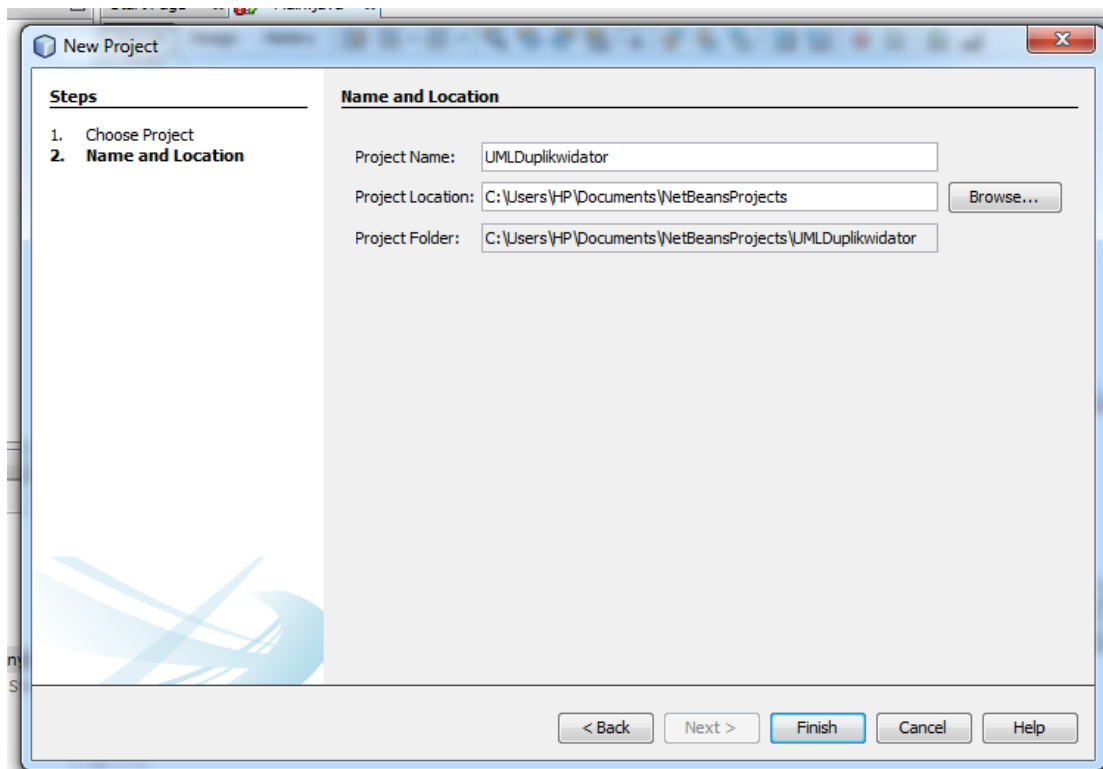 New Project
Steps
1. Choose Project
2. Name and Location
Name and Location
Project Name: UMLDuplikwidator
Project Location: C:\Users\HP\Documents\NetBeansProjects Browse...
Project Folder: C:\Users\HP\Documents\NetBeansProjects\UMLDuplikwidator
< Back Next > Finish Cancel Help